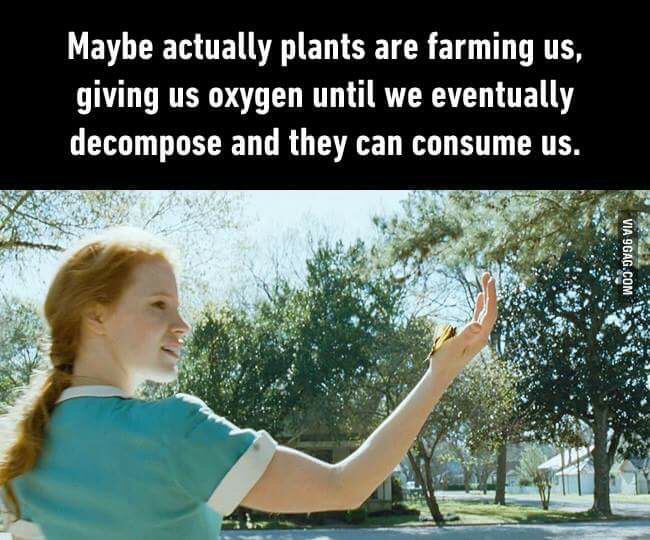 Maybe actually plants are farming us,
giving us oxygen until we eventually
decompose and they can consume us.
VIA 9GAG.COM